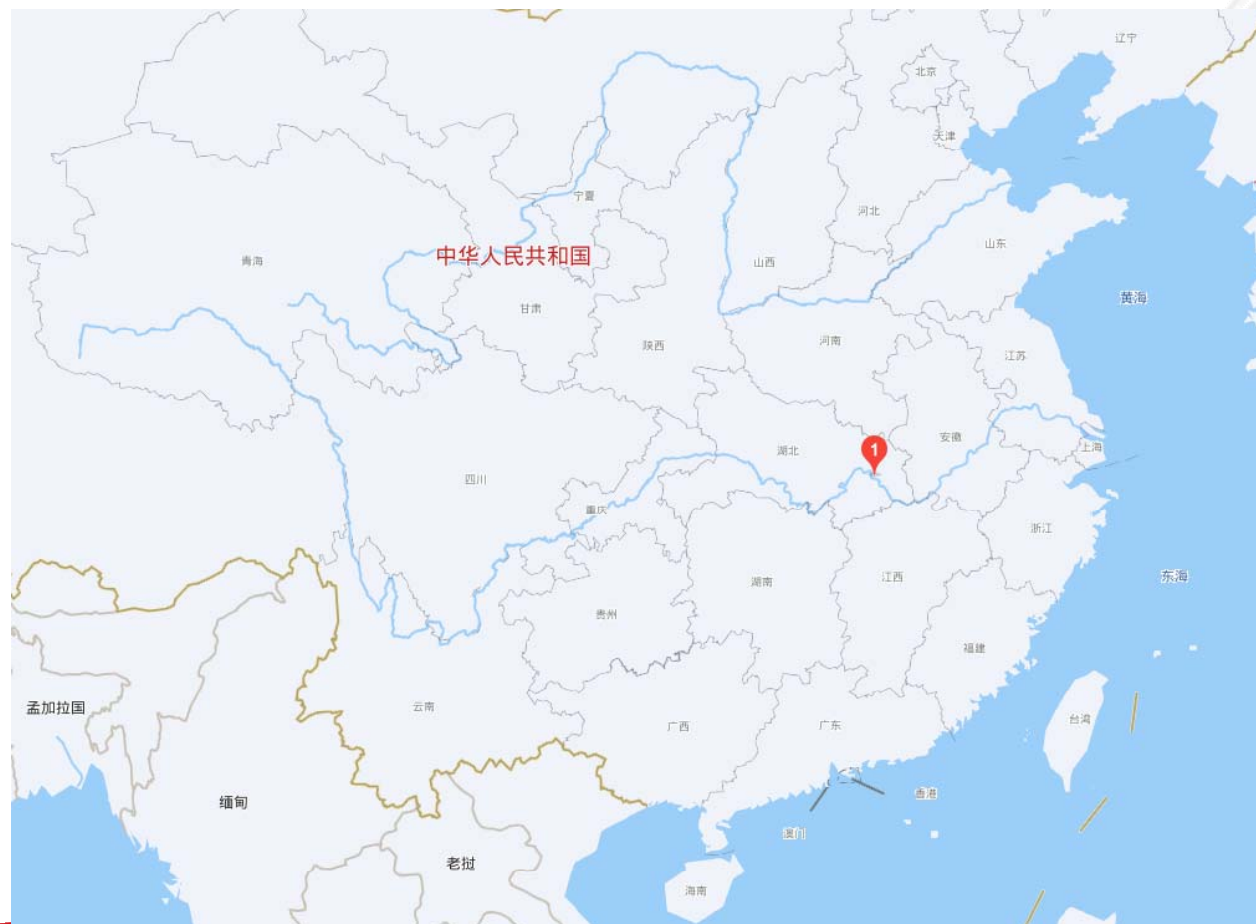 辽宁
北京
天津
宁夏
河北
山东
中华人民共和国
青海
山西
黄海
甘肃
河南
陕西
江苏
安徽
1
湖北
上海
四川
重庆
浙江
东海
江西
湖南
贵州
福建
孟加拉国
云南
台湾
广西
广东
缅甸
香港
澳门
老挝
海南